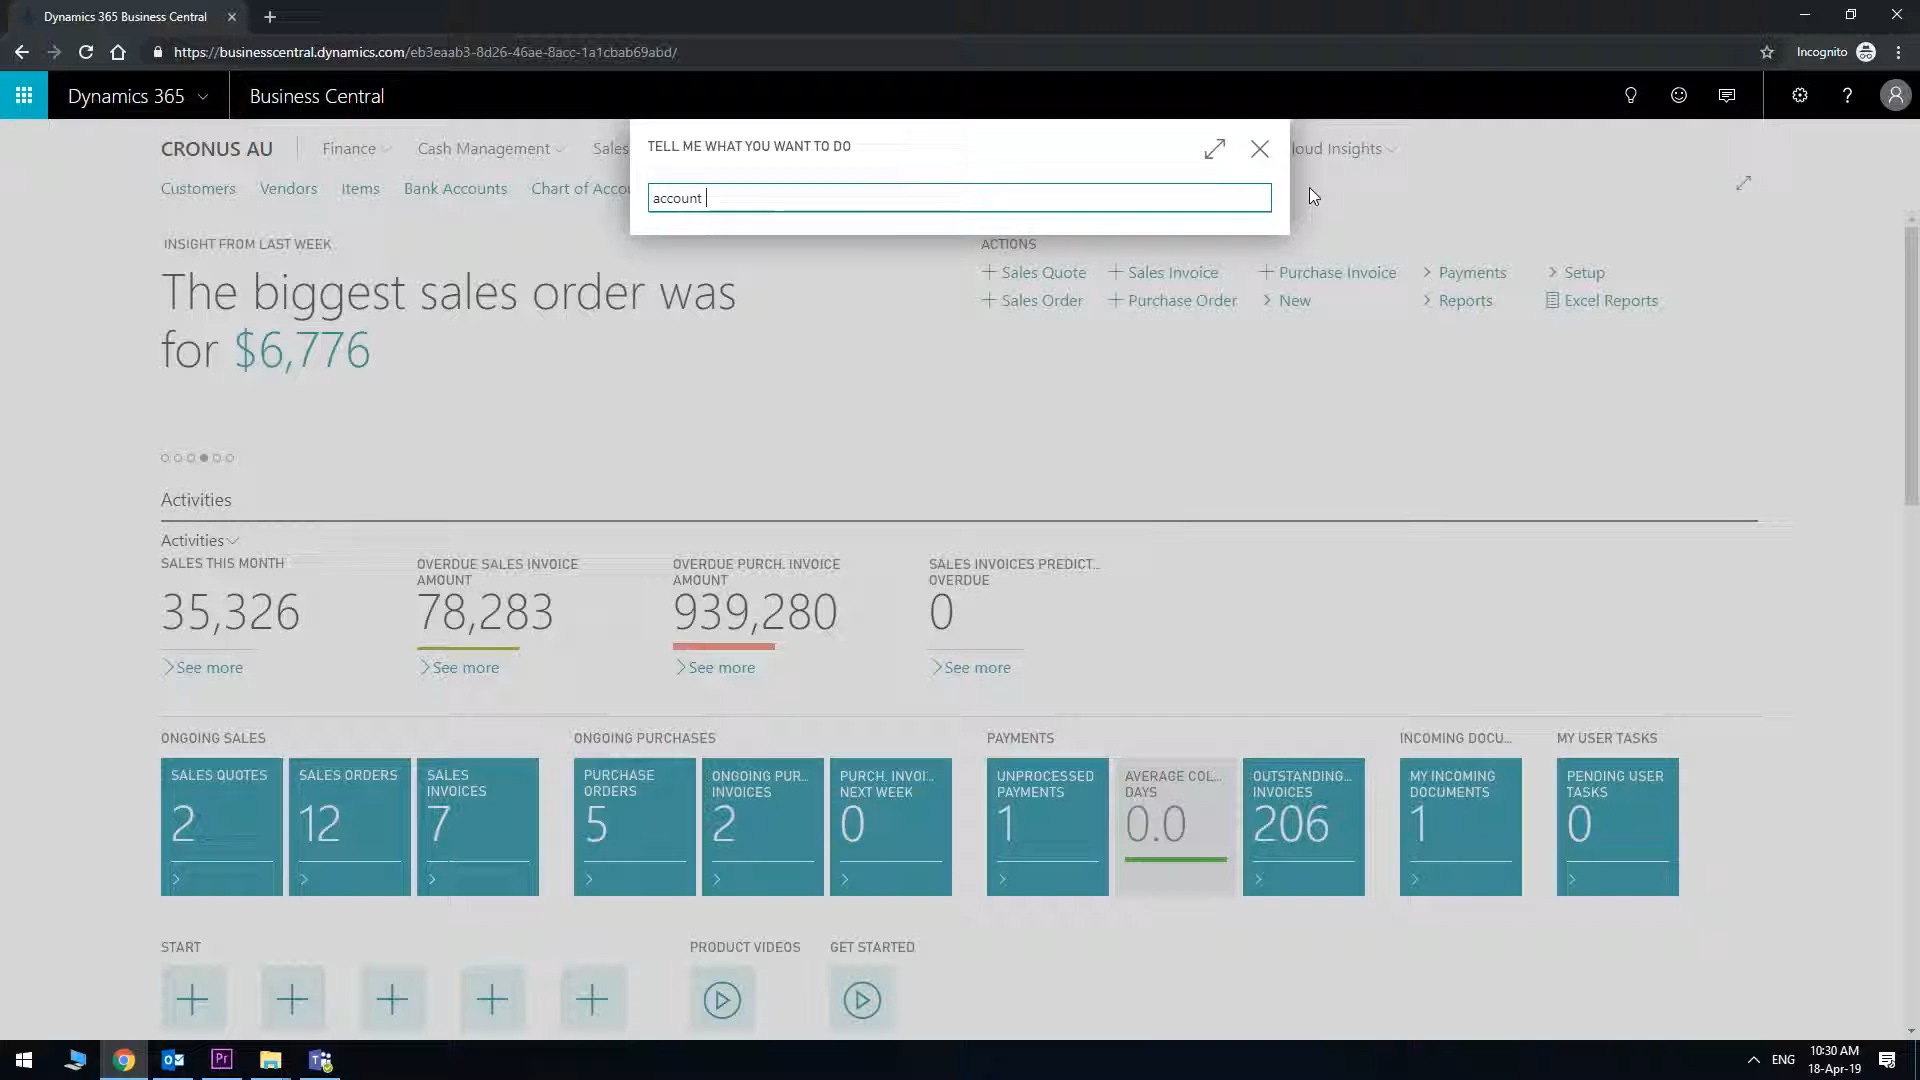 Dynamics 365 Business Central
https://businesscentral.dynamics.com/eb3eaab3-8d26-46ae-8acc-1a1cbab69abd/
Incognito
Dynamics 365
Business Central
CRONUS AU
Finance
Cash Management
Sales
TELL ME WHAT YOU WANT TO DO
loud Insights
Customers
Vendors
Items
Bank Accounts
Chart of Accou
account
INSIGHT FROM LAST WEEK
The biggest sales order was
for $6,776
ACTIONS
Sales Quote
Sales Invoice
Purchase Invoice
Payments
Setup
Sales Order
Purchase Order
New
Reports
Excel Reports
Activities
Activities
SALES THIS MONTH
35,326
See more
OVERDUE SALES INVOICE
AMOUNT
78,283
See more
OVERDUE PURCH. INVOICE
AMOUNT
939,280
See more
SALES INVOICES PREDICT...
OVERDUE
0
See more
ONGOING SALES
SALES QUOTES
2
SALES ORDERS
12
SALES
INVOICES
7
ONGOING PURCHASES
PURCHASE
ORDERS
5
ONGOING PUR...
INVOICES
2
PURCH. INVOI...
NEXT WEEK
0
PAYMENTS
UNPROCESSED
PAYMENTS
1
AVERAGE COL...
DAYS
0.0
OUTSTANDING...
INVOICES
206
INCOMING DOCU...
MY INCOMING
DOCUMENTS
1
MY USER TASKS
PENDING USER
TASKS
0
START
PRODUCT VIDEOS
GET STARTED
Pr
ENG
10:30 AM
18-Apr-19